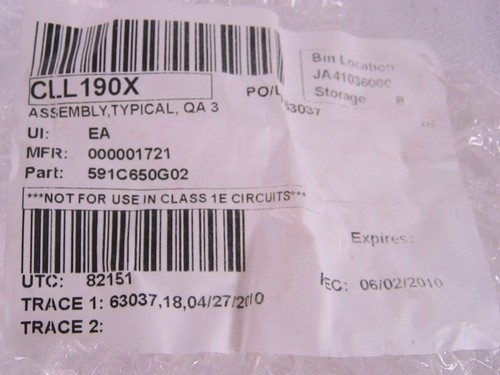 CLL190X
PO/L
63037
Bin Location
JA4103600C
Storage B
ASSEMBLY,TYPICAL, QA 3
UI: EA
MFR: 000001721
Part: 591C650G02
***NOT FOR USE IN CLASS 1E CIRCUITS***
Expires:
UTC: 82151
REC: 06/02/2010
TRACE 1: 63037,18,04/27/2010
TRACE 2: